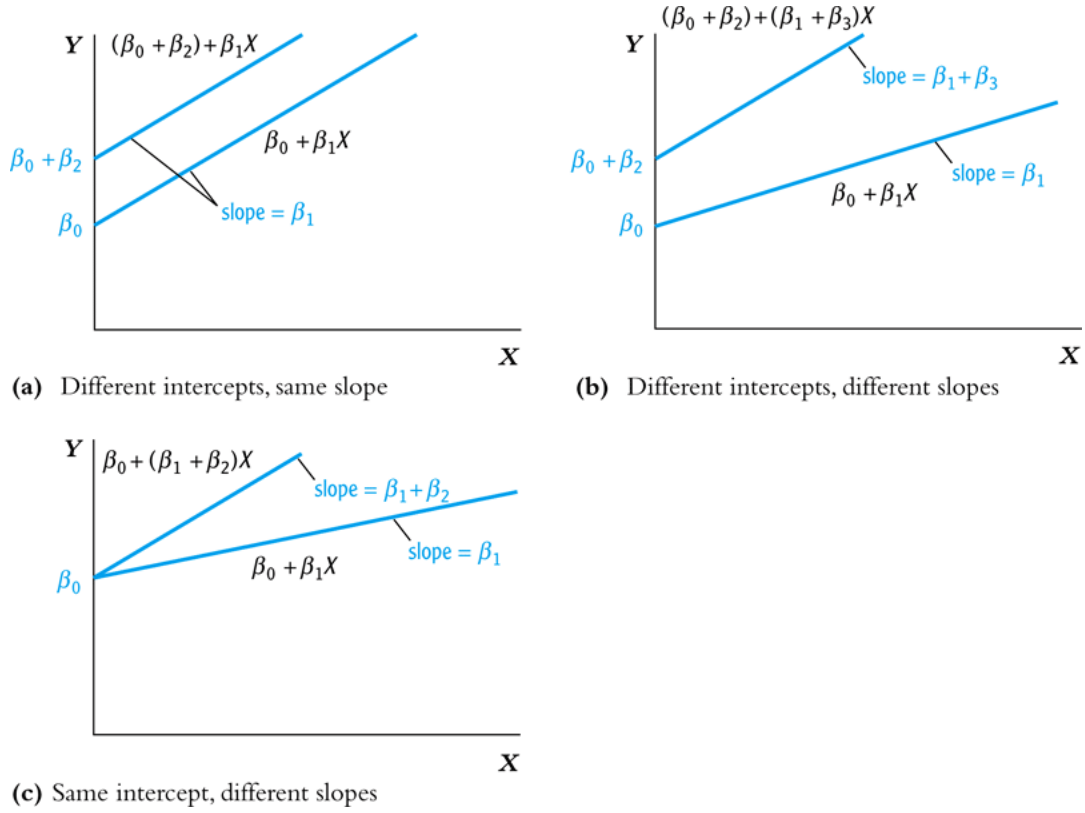 Y
(β₀ + β₂) + β₁X
β₀ + β₂
β₀ + β₁X
slope = β₁
β₀
X
(a) Different intercepts, same slope
(β₀ + β₂) + (β₁ + β₃)X
Y
slope = β₁ + β₃
β₀ + β₂
slope = β₁
β₀ + β₁X
β₀
X
(b) Different intercepts, different slopes
Y
β₀ + (β₁ + β₂)X
slope = β₁ + β₂
slope = β₁
β₀ + β₁X
β₀
X
(c) Same intercept, different slopes